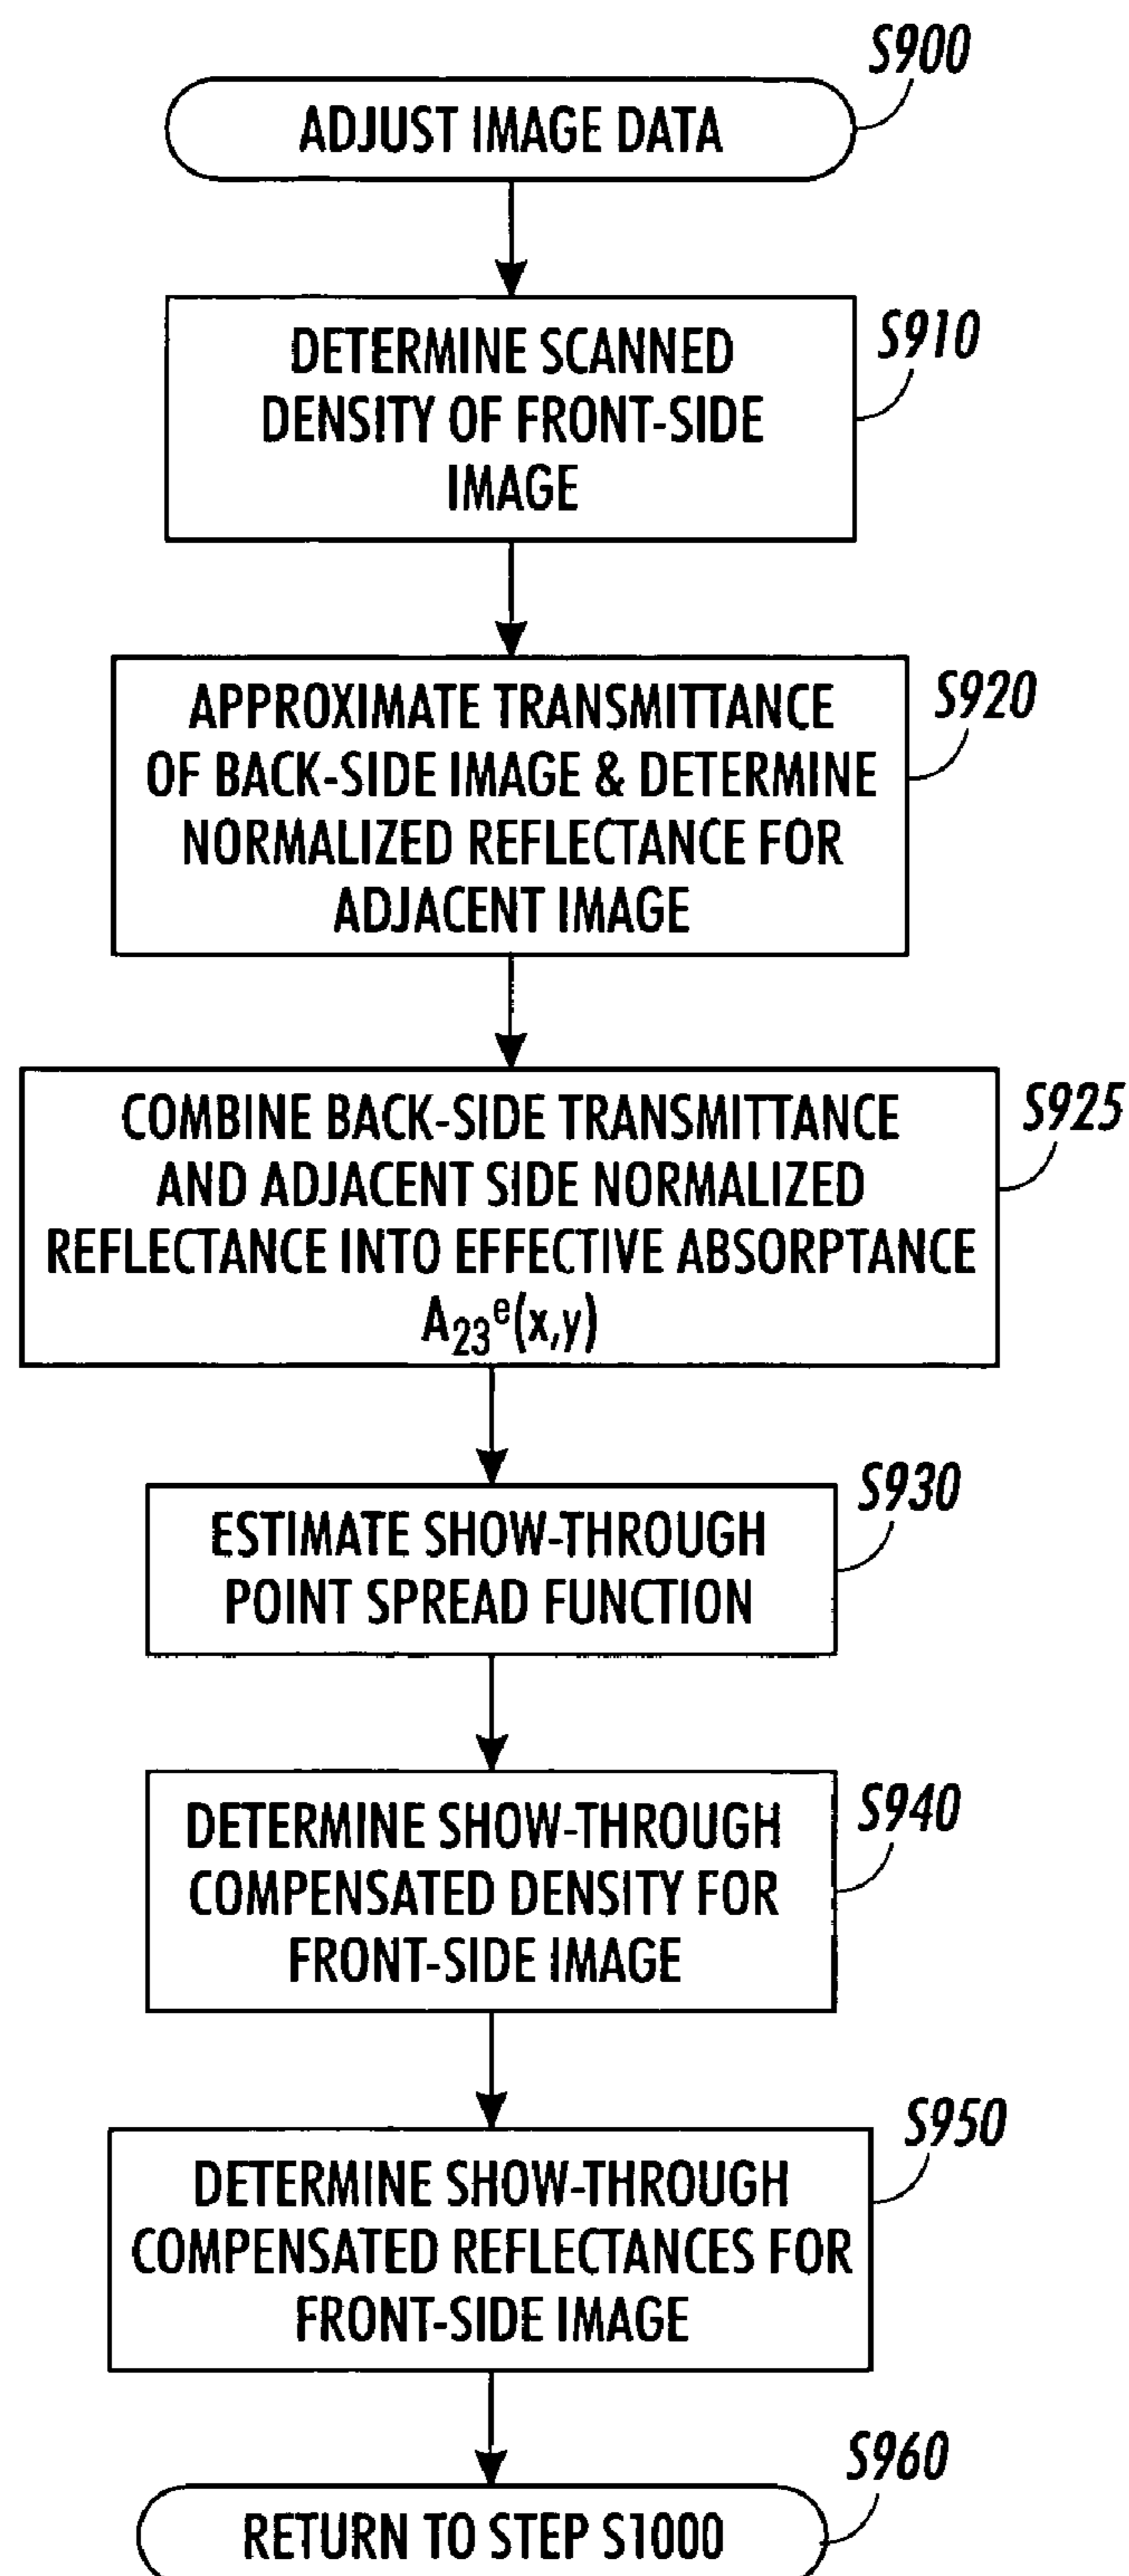 S900
ADJUST IMAGE DATA
S910
DETERMINE SCANNED
DENSITY OF FRONT-SIDE
IMAGE
S920
APPROXIMATE TRANSMITTANCE
OF BACK-SIDE IMAGE & DETERMINE
NORMALIZED REFLECTANCE FOR
ADJACENT IMAGE
S925
COMBINE BACK-SIDE TRANSMITTANCE
AND ADJACENT SIDE NORMALIZED
REFLECTANCE INTO EFFECTIVE ABSORPTANCE
A₂₃ᵉ(x,y)
S930
ESTIMATE SHOW-THROUGH
POINT SPREAD FUNCTION
S940
DETERMINE SHOW-THROUGH
COMPENSATED DENSITY FOR
FRONT-SIDE IMAGE
S950
DETERMINE SHOW-THROUGH
COMPENSATED REFLECTANCES FOR
FRONT-SIDE IMAGE
S960
RETURN TO STEP S1000